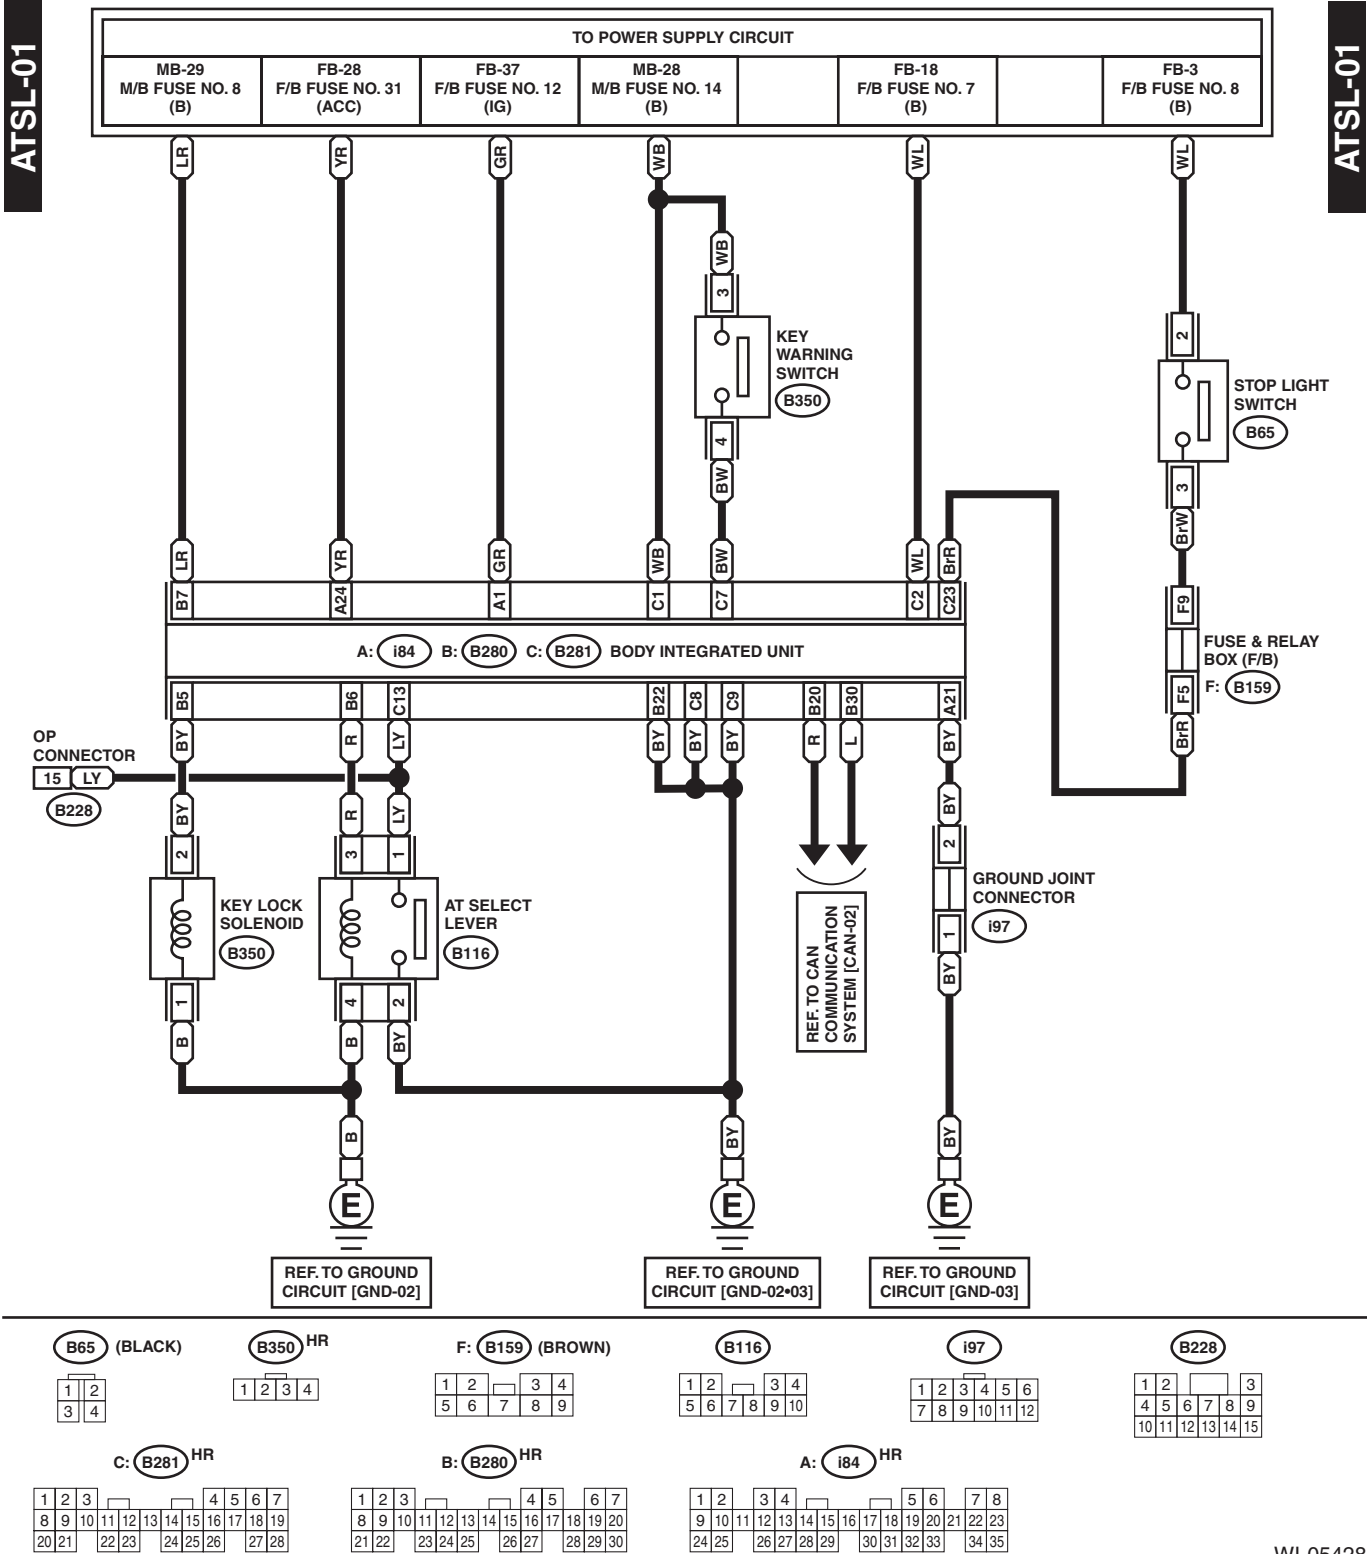 ATSL-01
ATSL-01
TO POWER SUPPLY CIRCUIT
MB-29
M/B FUSE NO. 8
(B)
FB-28
F/B FUSE NO. 31
(ACC)
FB-37
F/B FUSE NO. 12
(IG)
MB-28
M/B FUSE NO. 14
(B)
FB-18
F/B FUSE NO. 7
(B)
FB-3
F/B FUSE NO. 8
(B)
LR YR GR WB WL WL
WB
3
KEY
WARNING
SWITCH
B350
4
BW
2
STOP LIGHT
SWITCH
B65
3
BrW
LR YR GR WB BW WL BrR
B7 A24 A1 C1 C7 C2 C23
F9
FUSE & RELAY
BOX (F/B)
F: B159
F5
BrR
A: i84 B: B280 C: B281 BODY INTEGRATED UNIT
B5 B6 C13 B22 C8 C9 B20 B30 A21
BY R LY BY BY BY R L BY
OP
CONNECTOR
15 LY
B228
BY R LY BY
2 3 1 2
KEY LOCK
SOLENOID
B350
AT SELECT
LEVER
B116
REF. TO CAN
COMMUNICATION
SYSTEM [CAN-02]
GROUND JOINT
CONNECTOR
i97
1 4 2 1
B B BY BY
B BY BY
E E E
REF. TO GROUND
CIRCUIT [GND-02]
REF. TO GROUND
CIRCUIT [GND-02•03]
REF. TO GROUND
CIRCUIT [GND-03]
B65 (BLACK)
1 2
3 4
B350 HR
1 2 3 4
F: B159 (BROWN)
1 2 3 4
5 6 7 8 9
B116
1 2 3 4
5 6 7 8 9 10
i97
1 2 3 4 5 6
7 8 9 10 11 12
B228
1 2 3
4 5 6 7 8 9
10 11 12 13 14 15
C: B281 HR
1 2 3 4 5 6 7
8 9 10 11 12 13 14 15 16 17 18 19
20 21 22 23 24 25 26 27 28
B: B280 HR
1 2 3 4 5 6 7
8 9 10 11 12 13 14 15 16 17 18 19 20
21 22 23 24 25 26 27 28 29 30
A: i84 HR
1 2 3 4 5 6 7 8
9 10 11 12 13 14 15 16 17 18 19 20 21 22 23
24 25 26 27 28 29 30 31 32 33 34 35